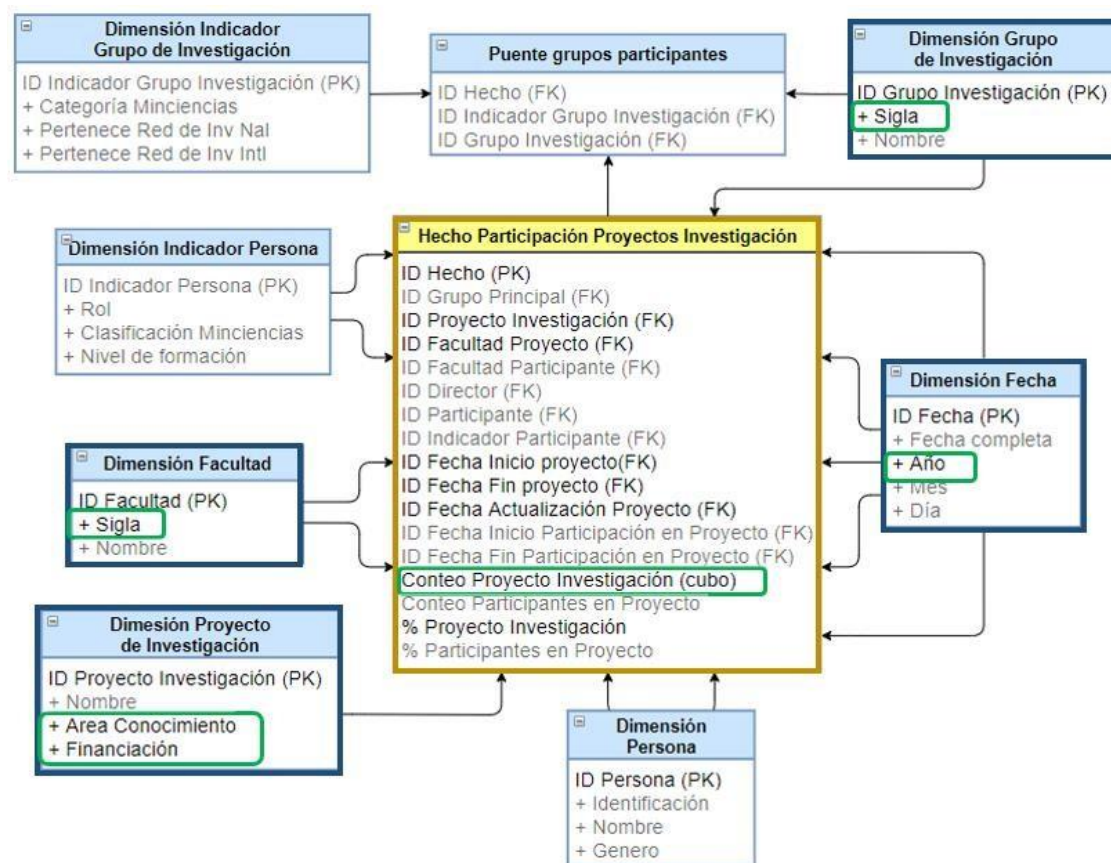 Dimensión Indicador
Grupo de Investigación
ID Indicador Grupo Investigación (PK)
+ Categoría Minciencias
+ Pertenece Red de Inv Nal
+ Pertenece Red de Inv Intl
Puente grupos participantes
ID Hecho (FK)
ID Indicador Grupo Investigación (FK)
ID Grupo Investigación (FK)
Dimensión Grupo
de Investigación
ID Grupo Investigación (PK)
+ Sigla
+ Nombre
Dimensión Indicador Persona
ID Indicador Persona (PK)
+ Rol
+ Clasificación Minciencias
+ Nivel de formación
Hecho Participación Proyectos Investigación
ID Hecho (PK)
ID Grupo Principal (FK)
ID Proyecto Investigación (FK)
ID Facultad Proyecto (FK)
ID Facultad Participante (FK)
ID Director (FK)
ID Participante (FK)
ID Indicador Participante (FK)
ID Fecha Inicio proyecto(FK)
ID Fecha Fin proyecto (FK)
ID Fecha Actualización Proyecto (FK)
ID Fecha Inicio Participación en Proyecto (FK)
ID Fecha Fin Participación en Proyecto (FK)
Conteo Proyecto Investigación (cubo)
Conteo Participantes en Proyecto
% Proyecto Investigación
% Participantes en Proyecto
Dimensión Fecha
ID Fecha (PK)
+ Fecha completa
+ Año
+ Mes
+ Día
Dimensión Facultad
ID Facultad (PK)
+ Sigla
+ Nombre
Dimesión Proyecto
de Investigación
ID Proyecto Investigación (PK)
+ Nombre
+ Area Conocimiento
+ Financiación
Dimensión
Persona
ID Persona (PK)
+ Identificación
+ Nombre
+ Genero